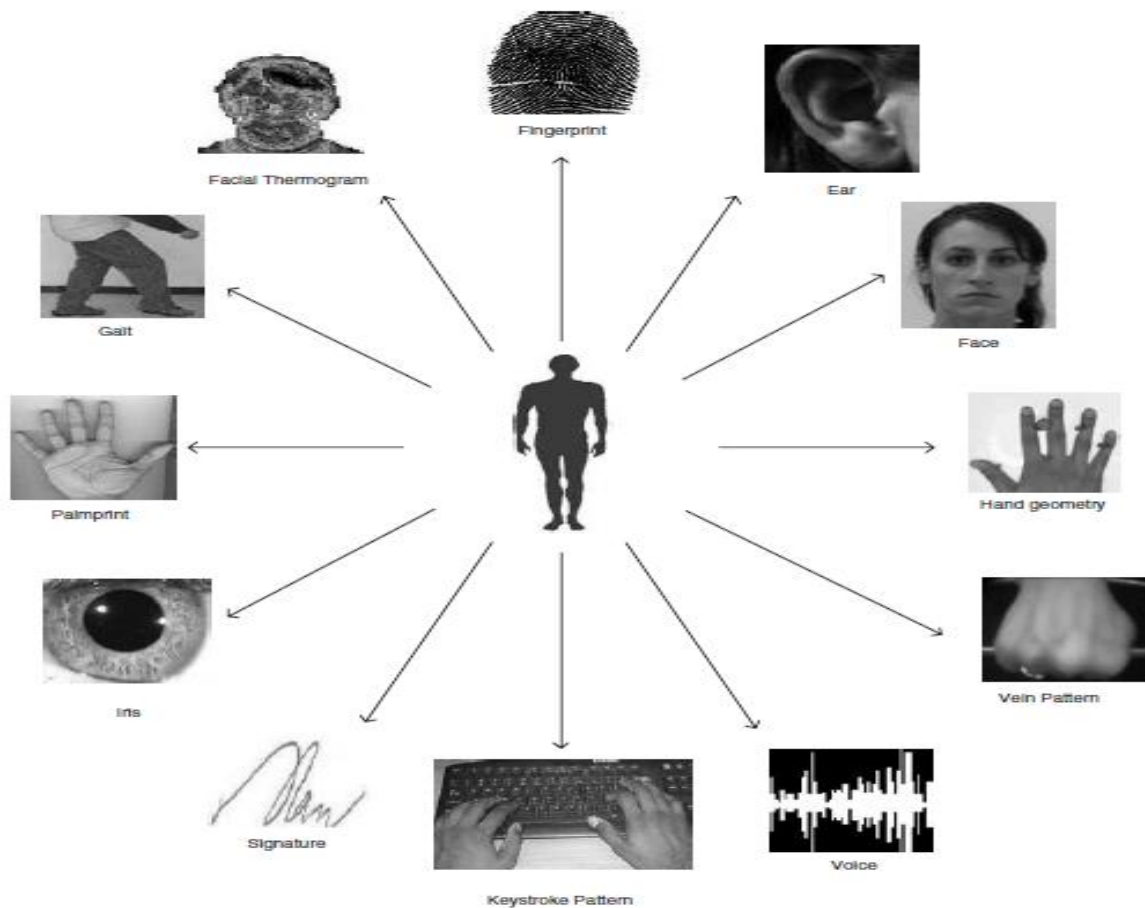 Fingerprint
Facial Thermogram
Ear
Gait
Face
Palmprint
Hand geometry
Iris
Vein Pattern
Signature
Voice
Keystroke Pattern